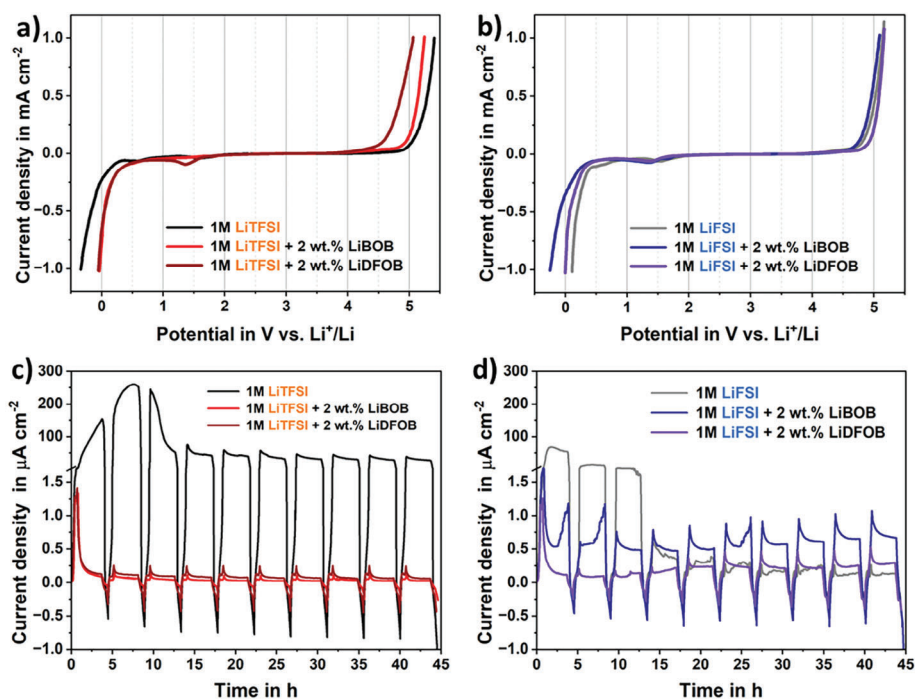 a)
Current density in mA cm⁻²
1.0
0.5
0.0
−0.5
−1.0
1M LiTFSI
1M LiTFSI + 2 wt.% LiBOB
1M LiTFSI + 2 wt.% LiDFOB
0 1 2 3 4 5
Potential in V vs. Li⁺/Li
b)
Current density in mA cm⁻²
1.0
0.5
0.0
−0.5
−1.0
1M LiFSI
1M LiFSI + 2 wt.% LiBOB
1M LiFSI + 2 wt.% LiDFOB
0 1 2 3 4 5
Potential in V vs. Li⁺/Li
c)
Current density in µA cm⁻²
300
200
100
1.5
1.0
0.5
0.0
−0.5
−1.0
1M LiTFSI
1M LiTFSI + 2 wt.% LiBOB
1M LiTFSI + 2 wt.% LiDFOB
0 5 10 15 20 25 30 35 40 45
Time in h
d)
Current density in µA cm⁻²
300
200
100
1.5
1.0
0.5
0.0
−0.5
−1.0
1M LiFSI
1M LiFSI + 2 wt.% LiBOB
1M LiFSI + 2 wt.% LiDFOB
0 5 10 15 20 25 30 35 40 45
Time in h